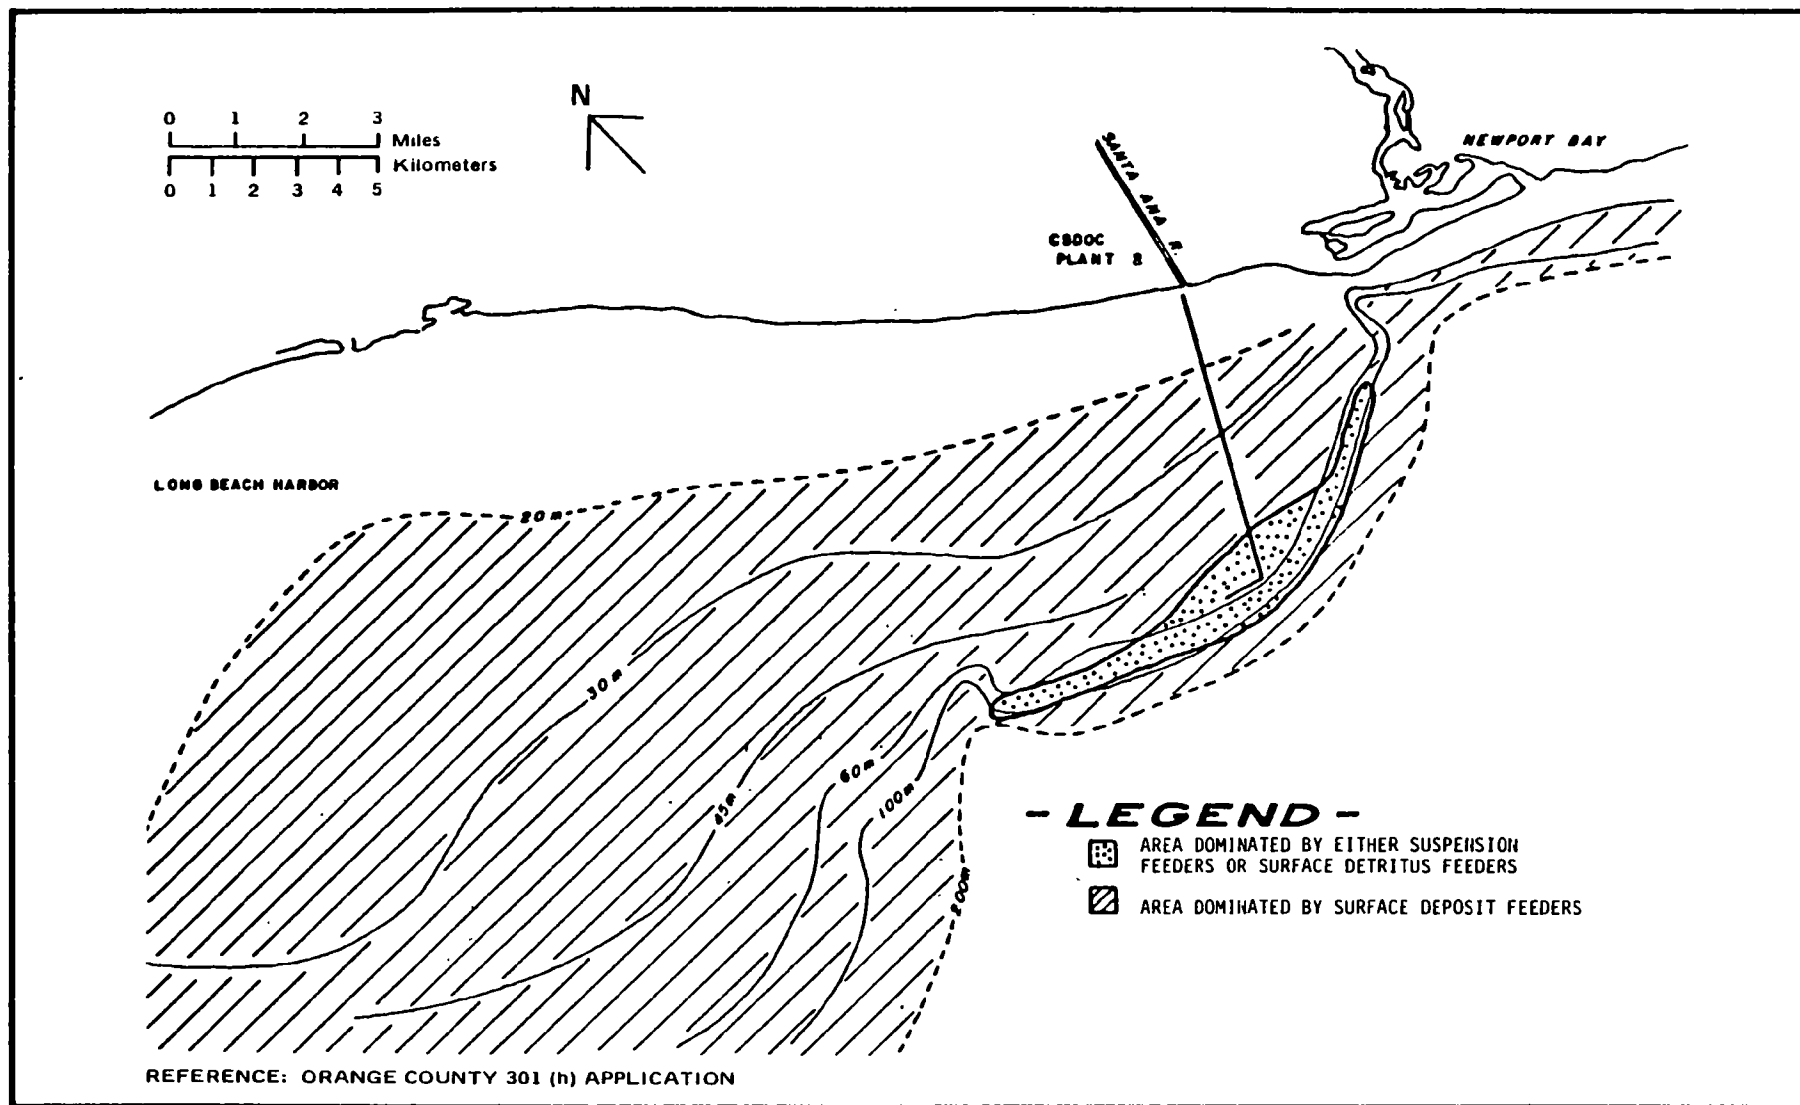 N
0 1 2 3
Miles
Kilometers
0 1 2 3 4 5
NEWPORT BAY
SANTA ANA R.
CSDOC
PLANT 2
LONG BEACH HARBOR
20m
30m
45m
60m
100m
200m
- LEGEND -
AREA DOMINATED BY EITHER SUSPENSION
FEEDERS OR SURFACE DETRITUS FEEDERS
AREA DOMINATED BY SURFACE DEPOSIT FEEDERS
REFERENCE: ORANGE COUNTY 301 (h) APPLICATION